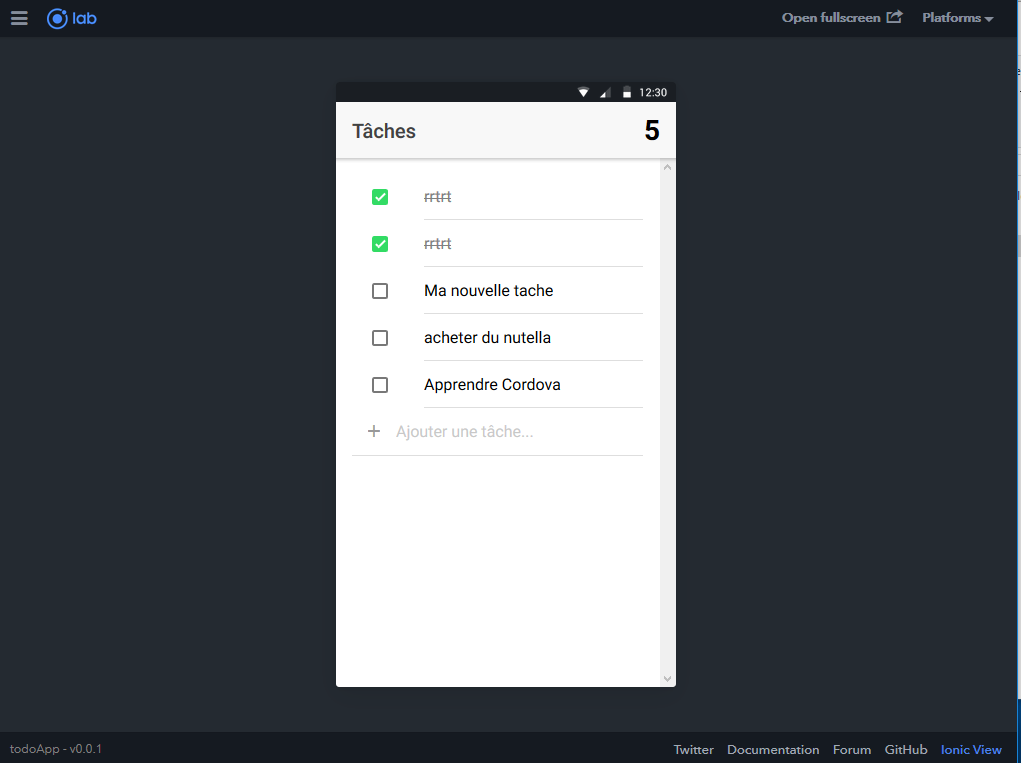 lab
Open fullscreen
Platforms
12:30
Tâches
5
rrtrt
rrtrt
Ma nouvelle tache
acheter du nutella
Apprendre Cordova
+ Ajouter une tâche...
todoApp - v0.0.1
Twitter
Documentation
Forum
GitHub
Ionic View